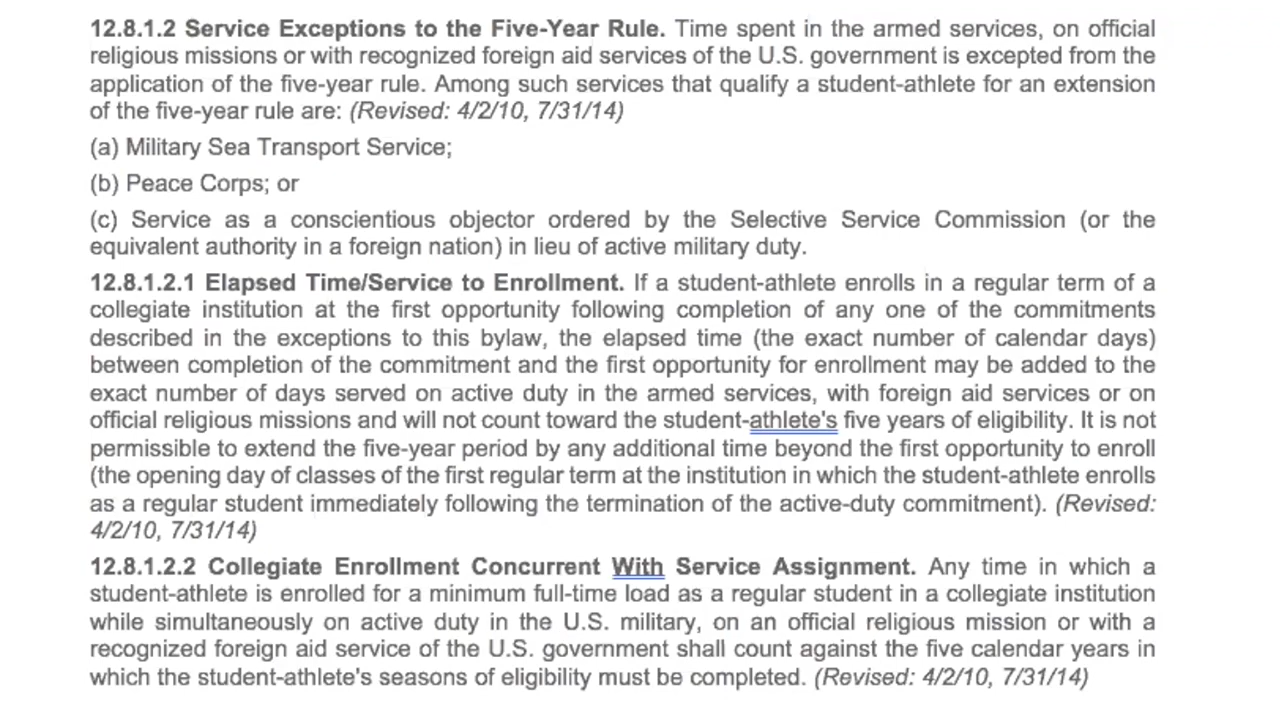 12.8.1.2 Service Exceptions to the Five-Year Rule. Time spent in the armed services, on official
religious missions or with recognized foreign aid services of the U.S. government is excepted from the
application of the five-year rule. Among such services that qualify a student-athlete for an extension
of the five-year rule are: (Revised: 4/2/10, 7/31/14)
(a) Military Sea Transport Service;
(b) Peace Corps; or
(c) Service as a conscientious objector ordered by the Selective Service Commission (or the
equivalent authority in a foreign nation) in lieu of active military duty.
12.8.1.2.1 Elapsed Time/Service to Enrollment. If a student-athlete enrolls in a regular term of a
collegiate institution at the first opportunity following completion of any one of the commitments
described in the exceptions to this bylaw, the elapsed time (the exact number of calendar days)
between completion of the commitment and the first opportunity for enrollment may be added to the
exact number of days served on active duty in the armed services, with foreign aid services or on
official religious missions and will not count toward the student-athlete's five years of eligibility. It is not
permissible to extend the five-year period by any additional time beyond the first opportunity to enroll
(the opening day of classes of the first regular term at the institution in which the student-athlete enrolls
as a regular student immediately following the termination of the active-duty commitment). (Revised:
4/2/10, 7/31/14)
12.8.1.2.2 Collegiate Enrollment Concurrent With Service Assignment. Any time in which a
student-athlete is enrolled for a minimum full-time load as a regular student in a collegiate institution
while simultaneously on active duty in the U.S. military, on an official religious mission or with a
recognized foreign aid service of the U.S. government shall count against the five calendar years in
which the student-athlete's seasons of eligibility must be completed. (Revised: 4/2/10, 7/31/14)